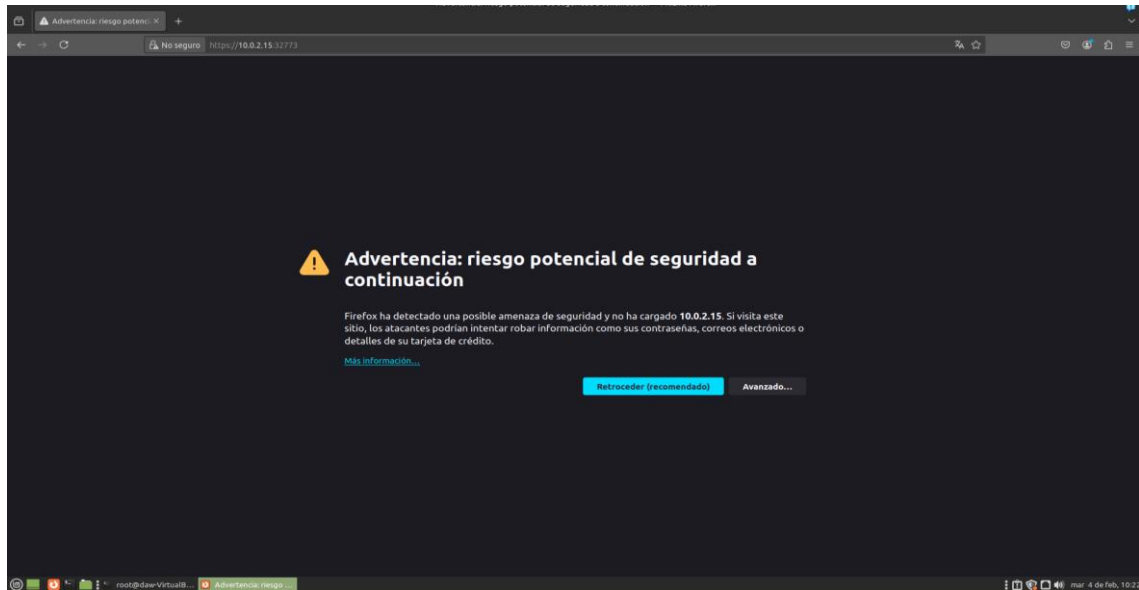 Advertencia: riesgo potenci
No seguro https://10.0.2.15:32773
Advertencia: riesgo potencial de seguridad a
continuación
Firefox ha detectado una posible amenaza de seguridad y no ha cargado 10.0.2.15. Si visita este
sitio, los atacantes podrían intentar robar información como sus contraseñas, correos electrónicos o
detalles de su tarjeta de crédito.
Más información...
Retroceder (recomendado) Avanzado...
root@daw-VirtualB... Advertencia: riesgo ... mar 4 de feb, 10:22